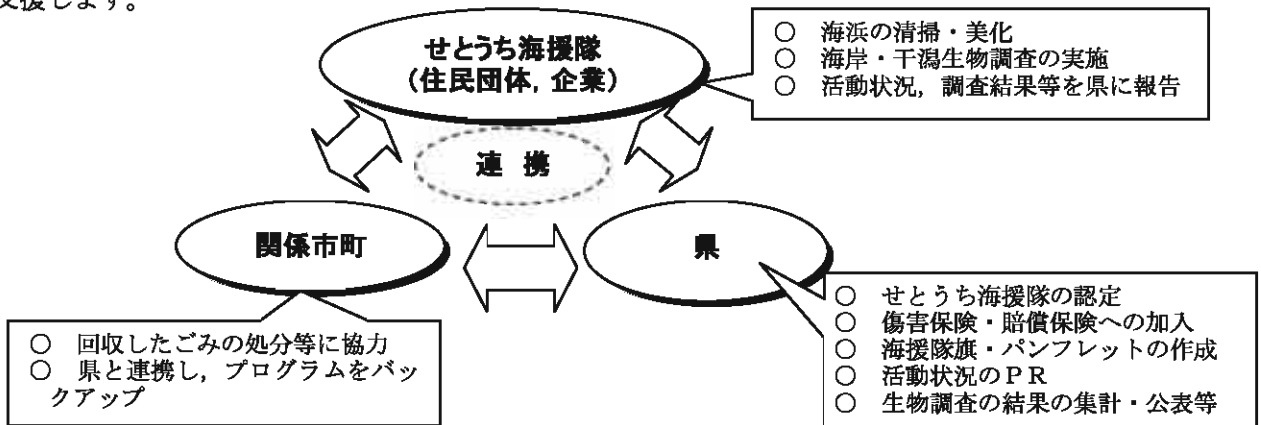 支援します。
せとうち海援隊
(住民団体，企業)
○ 海浜の清掃・美化
○ 海岸・干潟生物調査の実施
○ 活動状況，調査結果等を県に報告
連 携
関係市町
県
○ 回収したごみの処分等に協力
○ 県と連携し，プログラムをバッ
クアップ
○ せとうち海援隊の認定
○ 傷害保険・賠償保険への加入
○ 海援隊旗・パンフレットの作成
○ 活動状況のＰＲ
○ 生物調査の結果の集計・公表等